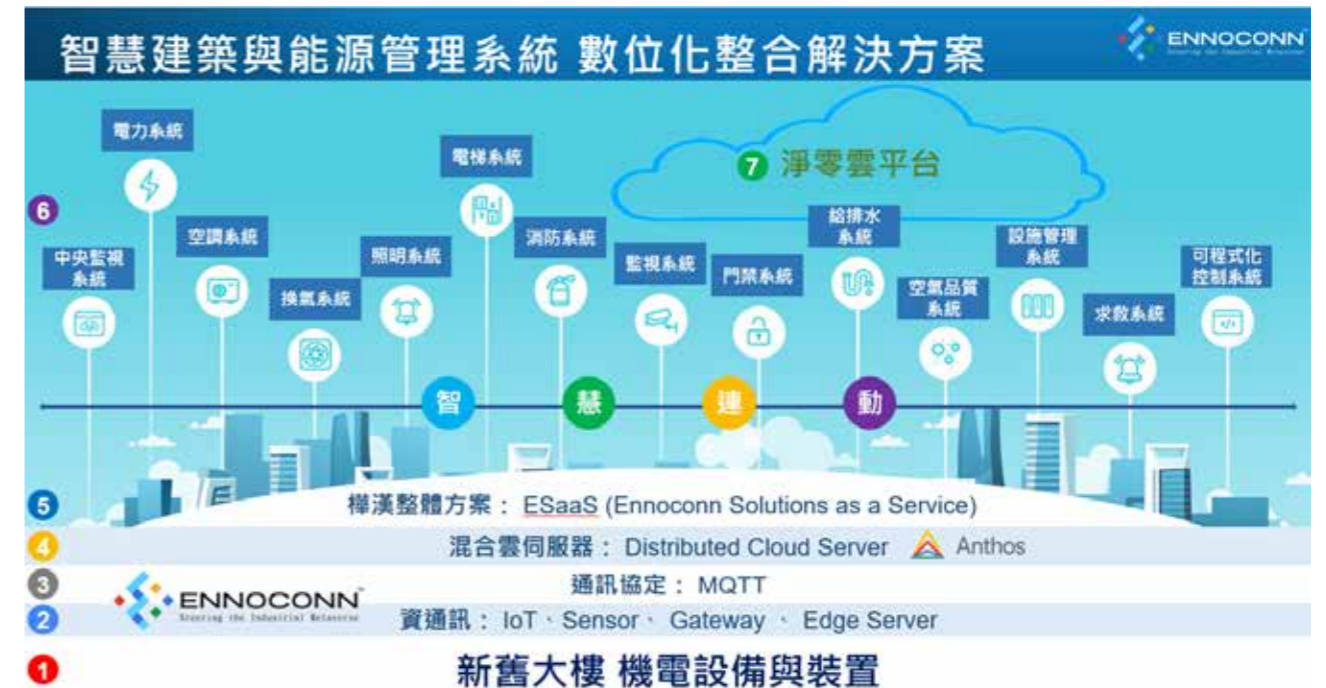 智慧建築與能源管理系統 數位化整合解決方案
ENNOCONN
電力系統
電梯系統
7 淨零雲平台
6
中央監視
系統
空調系統
換氣系統
照明系統
消防系統
監視系統
門禁系統
給排水
系統
空氣品質
系統
設施管理
系統
求救系統
可程式化
控制系統
智 慧 連 動
5 樺漢整體方案： ESaaS (Ennoconn Solutions as a Service)
4 混合雲伺服器： Distributed Cloud Server Anthos
3 通訊協定： MQTT
ENNOCONN
Steering the Industrial Metaverse
2 資通訊： IoT、Sensor、 Gateway 、 Edge Server
1 新舊大樓 機電設備與裝置